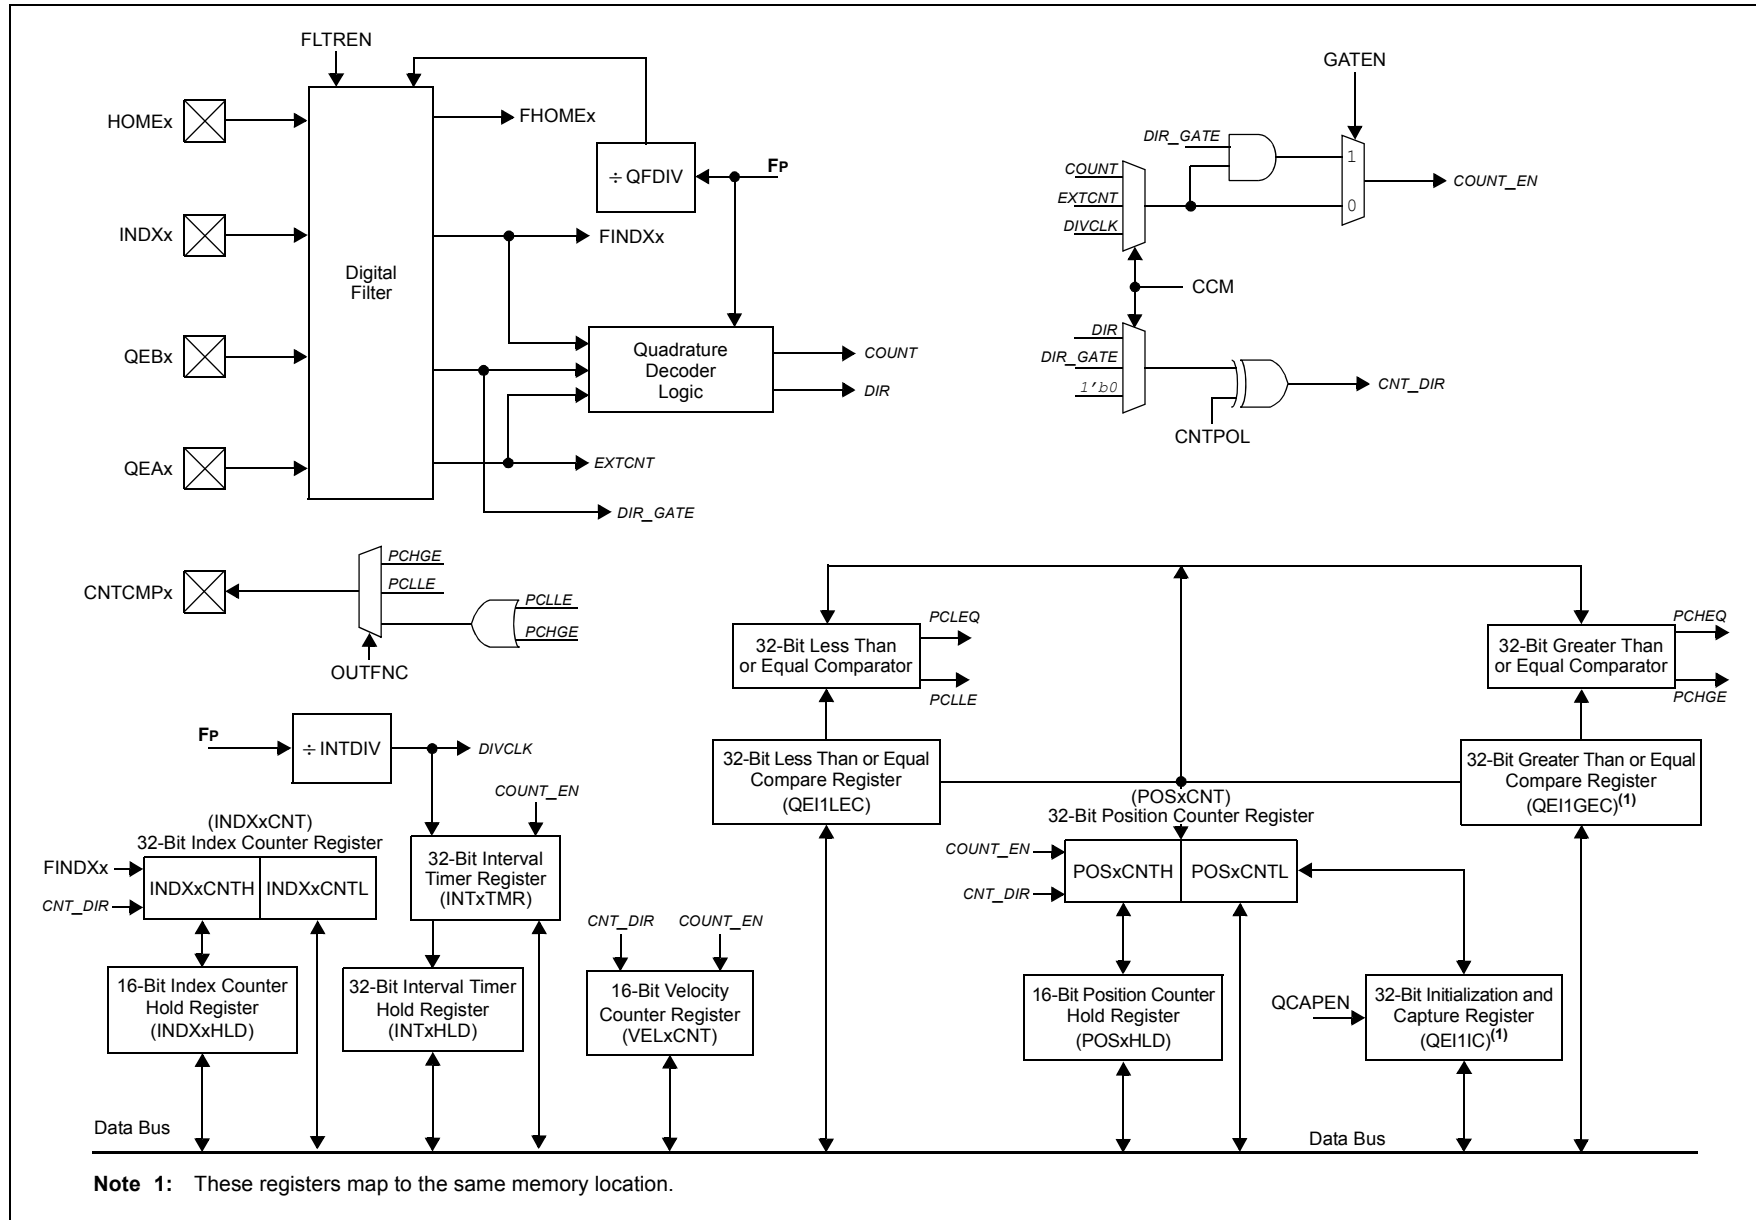 FLTREN
HOMEx
FHOMEx
÷ QFDIV
FP
INDXx
FINDXx
Digital
Filter
QEBx
Quadrature
Decoder
Logic
COUNT
DIR
QEAx
EXTCNT
DIR_GATE
GATEN
DIR_GATE
COUNT
EXTCNT
DIVCLK
1
0
COUNT_EN
CCM
DIR
DIR_GATE
1'b0
CNT_DIR
CNTPOL
CNTCMPx
PCHGE
PCLLE
PCLLE
PCHGE
OUTFNC
32-Bit Less Than
or Equal Comparator
PCLEQ
PCLLE
32-Bit Greater Than
or Equal Comparator
PCHEQ
PCHGE
FP
÷ INTDIV
DIVCLK
COUNT_EN
32-Bit Less Than or Equal
Compare Register
(QEI1LEC)
32-Bit Greater Than or Equal
Compare Register
(QEI1GEC)(1)
(INDXxCNT)
32-Bit Index Counter Register
FINDXx
CNT_DIR
INDXxCNTH
INDXxCNTL
32-Bit Interval
Timer Register
(INTxTMR)
(POSxCNT)
32-Bit Position Counter Register
COUNT_EN
CNT_DIR
POSxCNTH
POSxCNTL
CNT_DIR
COUNT_EN
16-Bit Index Counter
Hold Register
(INDXxHLD)
32-Bit Interval Timer
Hold Register
(INTxHLD)
16-Bit Velocity
Counter Register
(VELxCNT)
16-Bit Position Counter
Hold Register
(POSxHLD)
QCAPEN
32-Bit Initialization and
Capture Register
(QEI1IC)(1)
Data Bus
Data Bus
Note 1: These registers map to the same memory location.